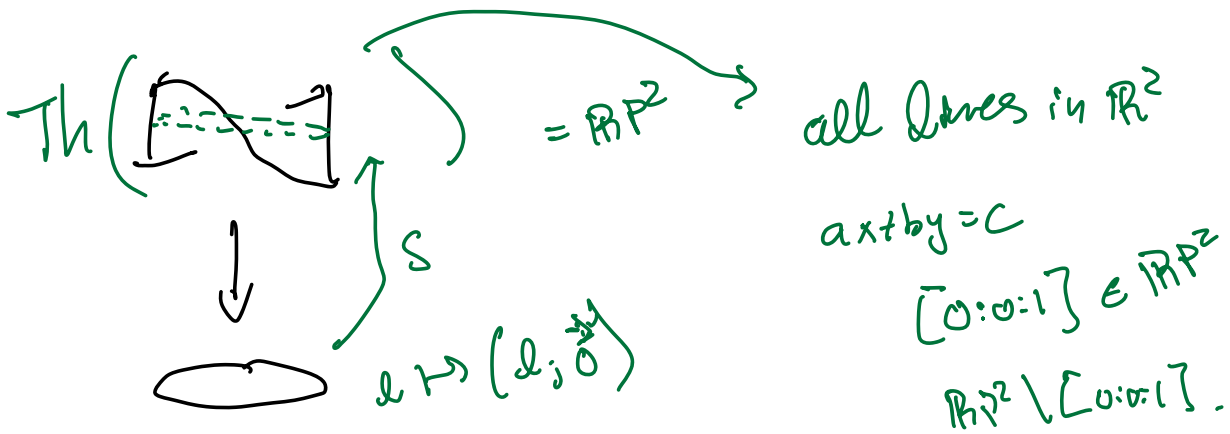 Th( ) = ℝP² all lines in ℝ²
S
ax+by=c
[0:0:1] ∈ ℝP²
l ↦ (l; 0)
ℝP² \ [0:0:1].